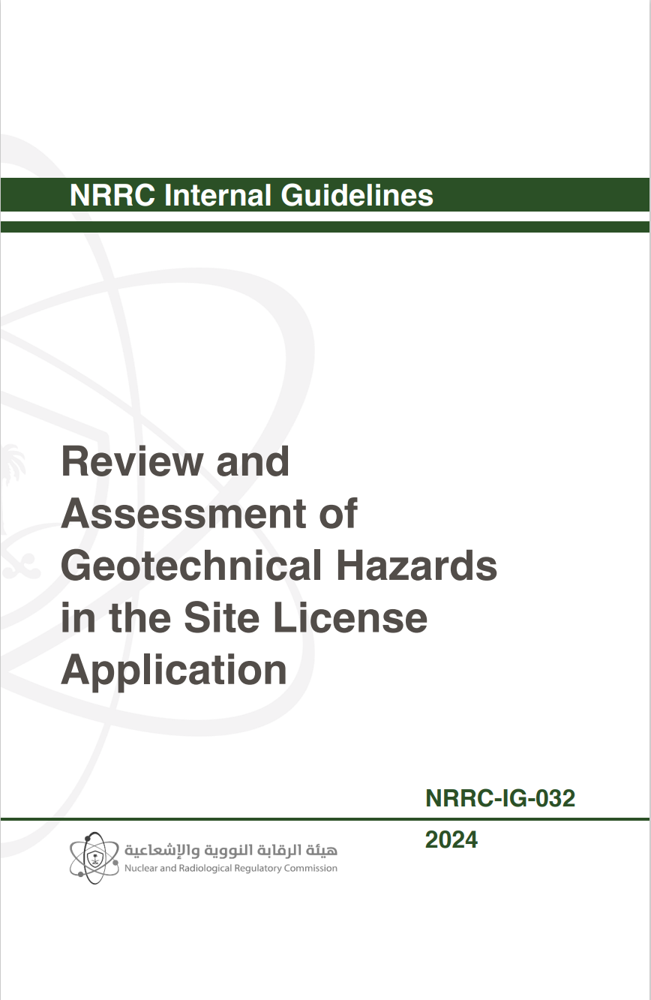 NRRC Internal Guidelines
Review and
Assessment of
Geotechnical Hazards
in the Site License
Application
NRRC-IG-032
2024
هيئة الرقابة النووية والإشعاعية
Nuclear and Radiological Regulatory Commission